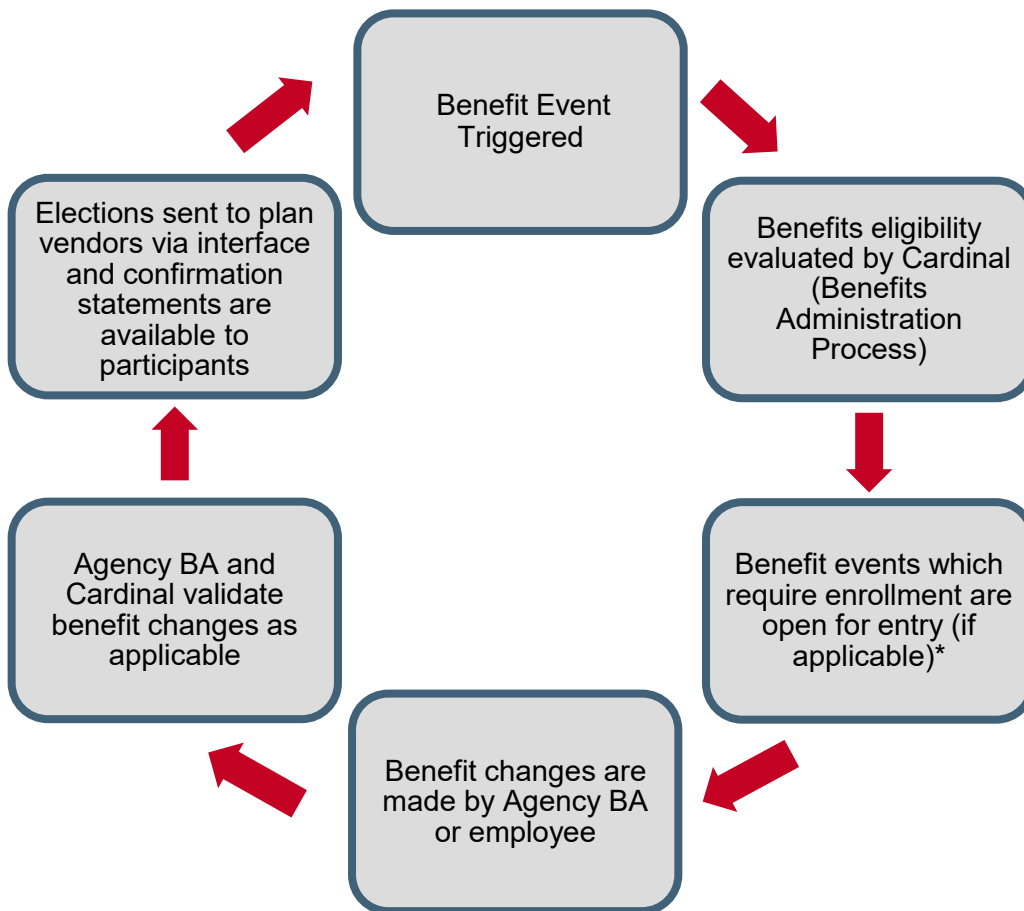 Benefit Event
Triggered
Benefits eligibility
evaluated by Cardinal
(Benefits
Administration
Process)
Benefit events which
require enrollment are
open for entry (if
applicable)*
Benefit changes are
made by Agency BA
or employee
Agency BA and
Cardinal validate
benefit changes as
applicable
Elections sent to plan
vendors via interface
and confirmation
statements are
available to
participants